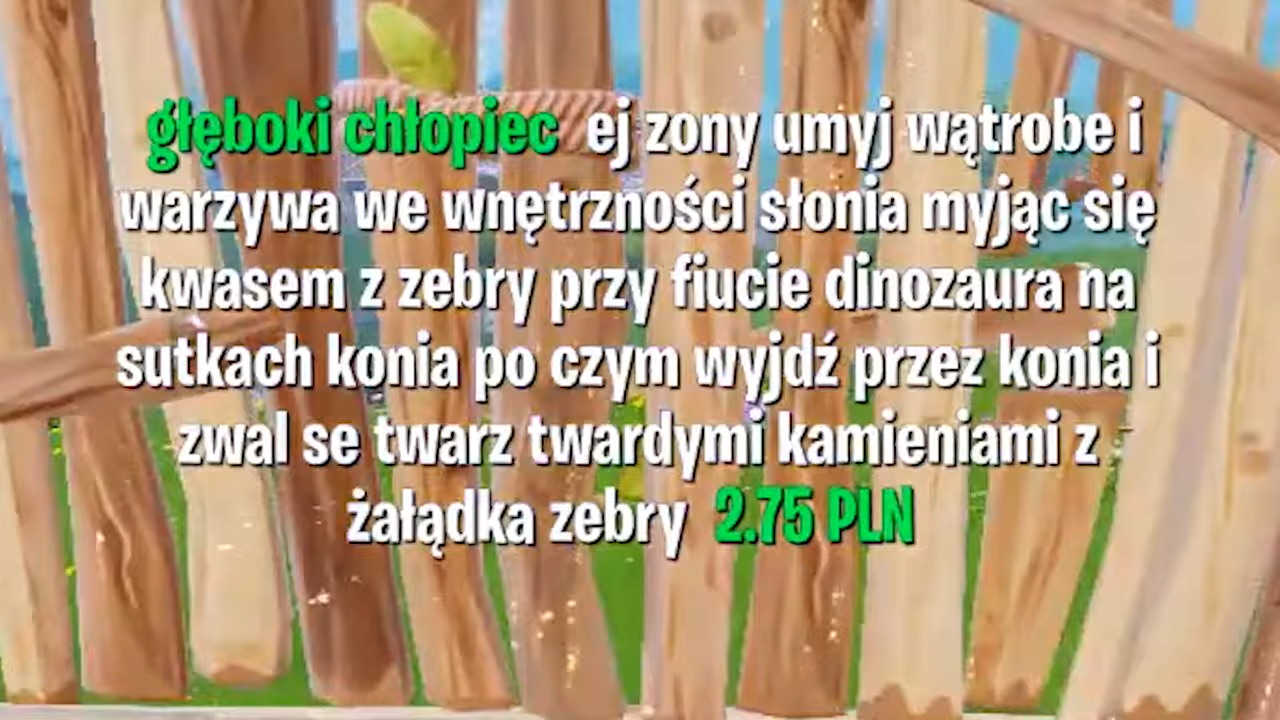 głęboki chłopiec ej zony umyj wątrobe i
warzywa we wnętrzności słonia myjąc się
kwasem z zebry przy fiucie dinozaura na
sutkach konia po czym wyjdź przez konia i
zwal se twarz twardymi kamieniami z
żałądka zebry 2.75 PLN